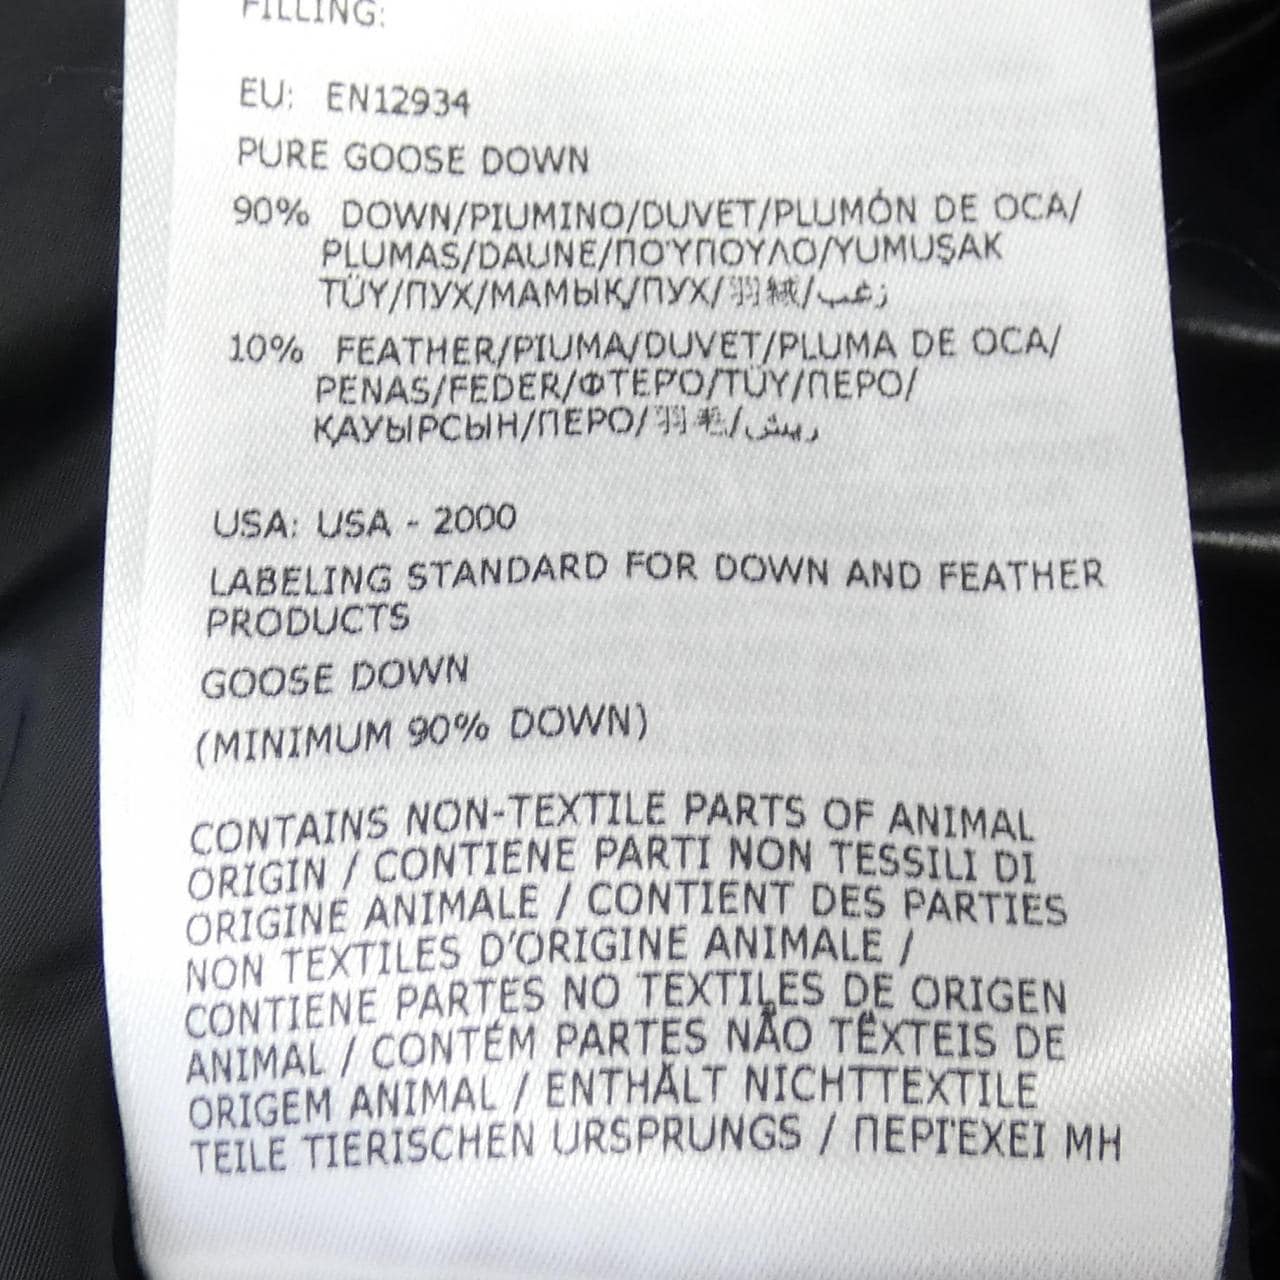 FILLING:
EU: EN12934
PURE GOOSE DOWN
90% DOWN/PIUMINO/DUVET/PLUMÓN DE OCA/
PLUMAS/DAUNE/ΠΟΎΠΟΥΛΟ/YUMUŞAK
TÜY/ПУХ/МАМЫҚ/ПУХ/羽絨/زغب
10% FEATHER/PIUMA/DUVET/PLUMA DE OCA/
PENAS/FEDER/ΦΤΕΡΌ/TÜY/ПЕРО/
ҚАУЫРСЫН/ПЕРО/羽毛/ريش
USA: USA - 2000
LABELING STANDARD FOR DOWN AND FEATHER
PRODUCTS
GOOSE DOWN
(MINIMUM 90% DOWN)
CONTAINS NON-TEXTILE PARTS OF ANIMAL
ORIGIN / CONTIENE PARTI NON TESSILI DI
ORIGINE ANIMALE / CONTIENT DES PARTIES
NON TEXTILES D'ORIGINE ANIMALE /
CONTIENE PARTES NO TEXTILES DE ORIGEN
ANIMAL / CONTÉM PARTES NÃO TÊXTEIS DE
ORIGEM ANIMAL / ENTHÄLT NICHTTEXTILE
TEILE TIERISCHEN URSPRUNGS / ΠΕΡΙΈΧΕΙ ΜΗ